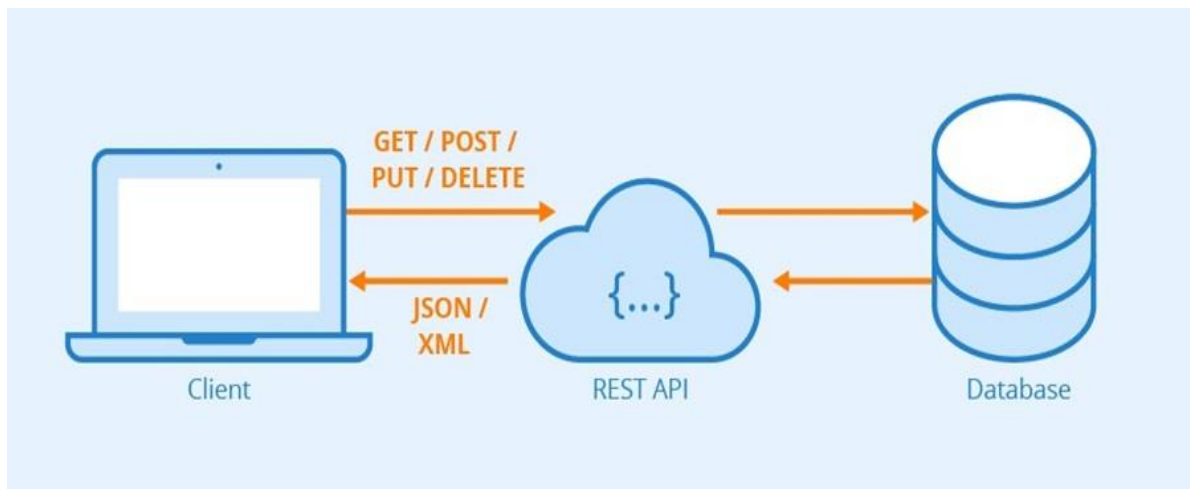 GET / POST /
PUT / DELETE
{...}
JSON /
XML
Client
REST API
Database